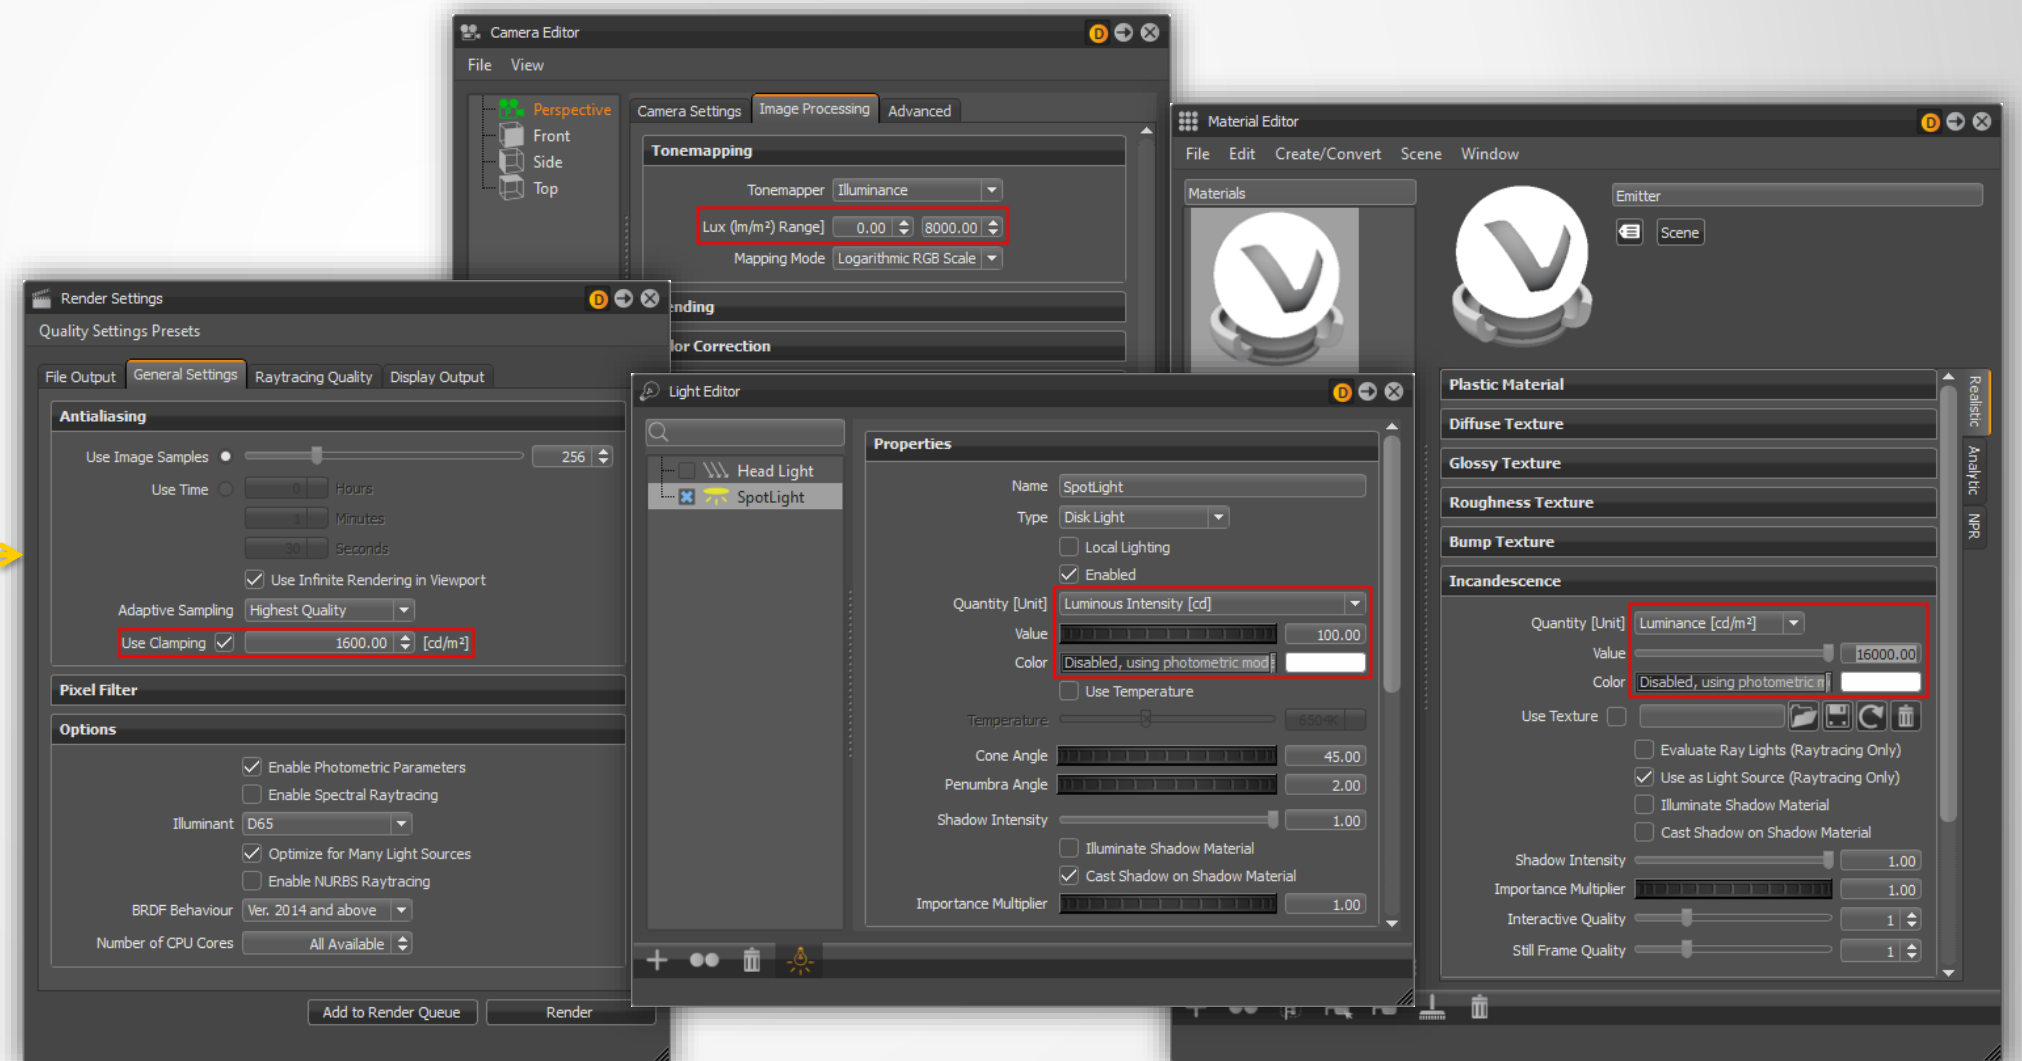 Camera Editor
D
File View
Perspective
Front
Side
Top
Camera Settings Image Processing Advanced
Tonemapping
Tonemapper Illuminance
Lux (lm/m²) Range] 0.00 8000.00
Mapping Mode Logarithmic RGB Scale
ending
lor Correction
Material Editor
D
File Edit Create/Convert Scene Window
Materials
Emitter
Scene
Plastic Material
Diffuse Texture
Glossy Texture
Roughness Texture
Bump Texture
Incandescence
Quantity [Unit] Luminance [cd/m²]
Value 16000.00
Color Disabled, using photometric m
Use Texture
Evaluate Ray Lights (Raytracing Only)
Use as Light Source (Raytracing Only)
Illuminate Shadow Material
Cast Shadow on Shadow Material
Shadow Intensity 1.00
Importance Multiplier 1.00
Interactive Quality 1
Still Frame Quality 1
Realistic
Analytic
NPR
Render Settings
D
Quality Settings Presets
File Output General Settings Raytracing Quality Display Output
Antialiasing
Use Image Samples 256
Use Time 0 Hours
1 Minutes
30 Seconds
Use Infinite Rendering in Viewport
Adaptive Sampling Highest Quality
Use Clamping 1600.00 [cd/m²]
Pixel Filter
Options
Enable Photometric Parameters
Enable Spectral Raytracing
Illuminant D65
Optimize for Many Light Sources
Enable NURBS Raytracing
BRDF Behaviour Ver. 2014 and above
Number of CPU Cores All Available
Add to Render Queue Render
Light Editor
D
Head Light
SpotLight
Properties
Name SpotLight
Type Disk Light
Local Lighting
Enabled
Quantity [Unit] Luminous Intensity [cd]
Value 100.00
Color Disabled, using photometric mod
Use Temperature
Temperature 6504K
Cone Angle 45.00
Penumbra Angle 2.00
Shadow Intensity 1.00
Illuminate Shadow Material
Cast Shadow on Shadow Material
Importance Multiplier 1.00